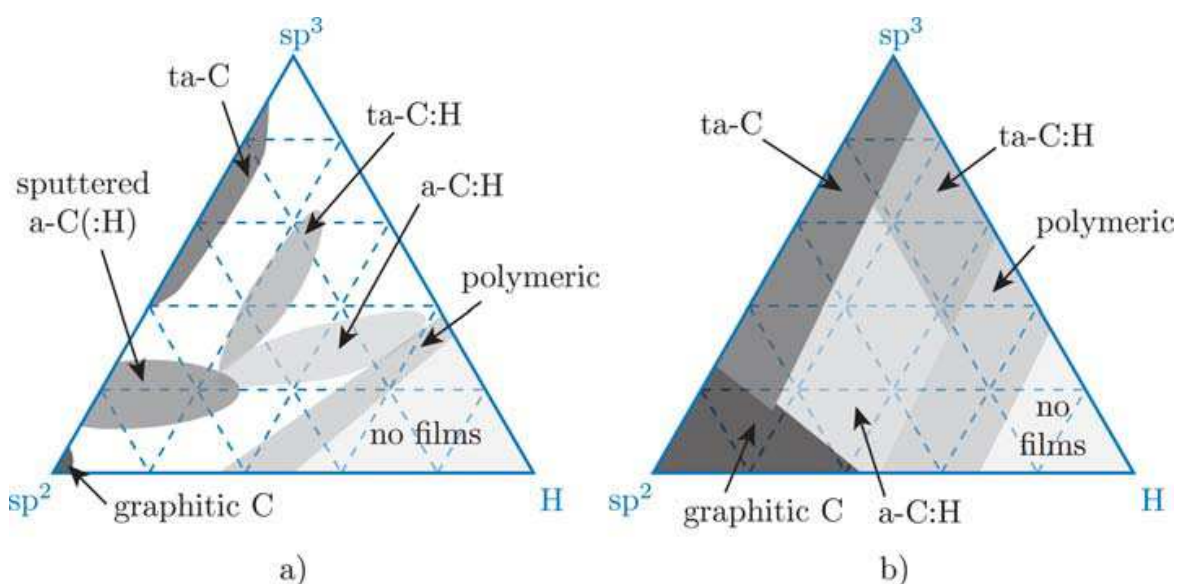 sp³
ta-C
ta-C:H
sputtered
a-C(:H)
a-C:H
polymeric
no films
sp²
graphitic C
H
a)
sp³
ta-C
ta-C:H
polymeric
no
films
sp²
graphitic C
a-C:H
H
b)